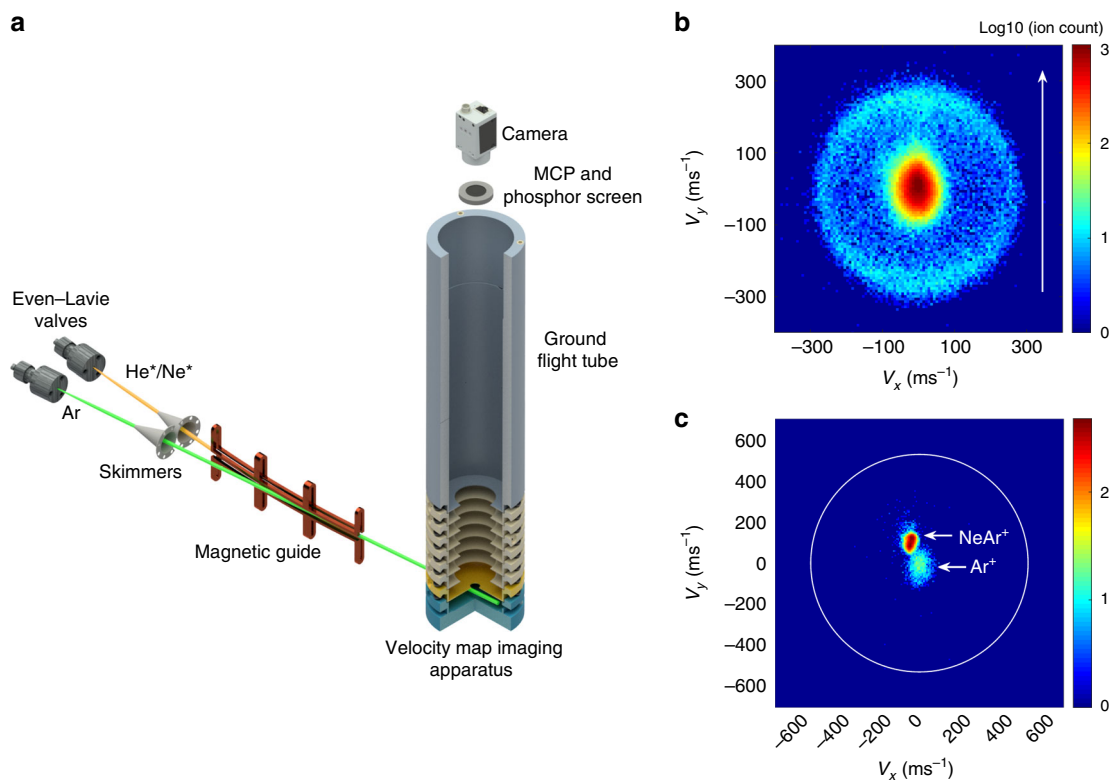 a
Camera
MCP and
phosphor screen
Even–Lavie
valves
He*/Ne*
Ar
Ground
flight tube
Skimmers
Magnetic guide
Velocity map imaging
apparatus
b
Log10 (ion count)
300
100
–100
–300
V_y (ms⁻¹)
–300
–100
100
300
V_x (ms⁻¹)
3
2
1
0
c
600
400
200
0
–200
–400
–600
V_y (ms⁻¹)
NeAr⁺
Ar⁺
–600
–400
–200
0
200
400
600
V_x (ms⁻¹)
2
1
0